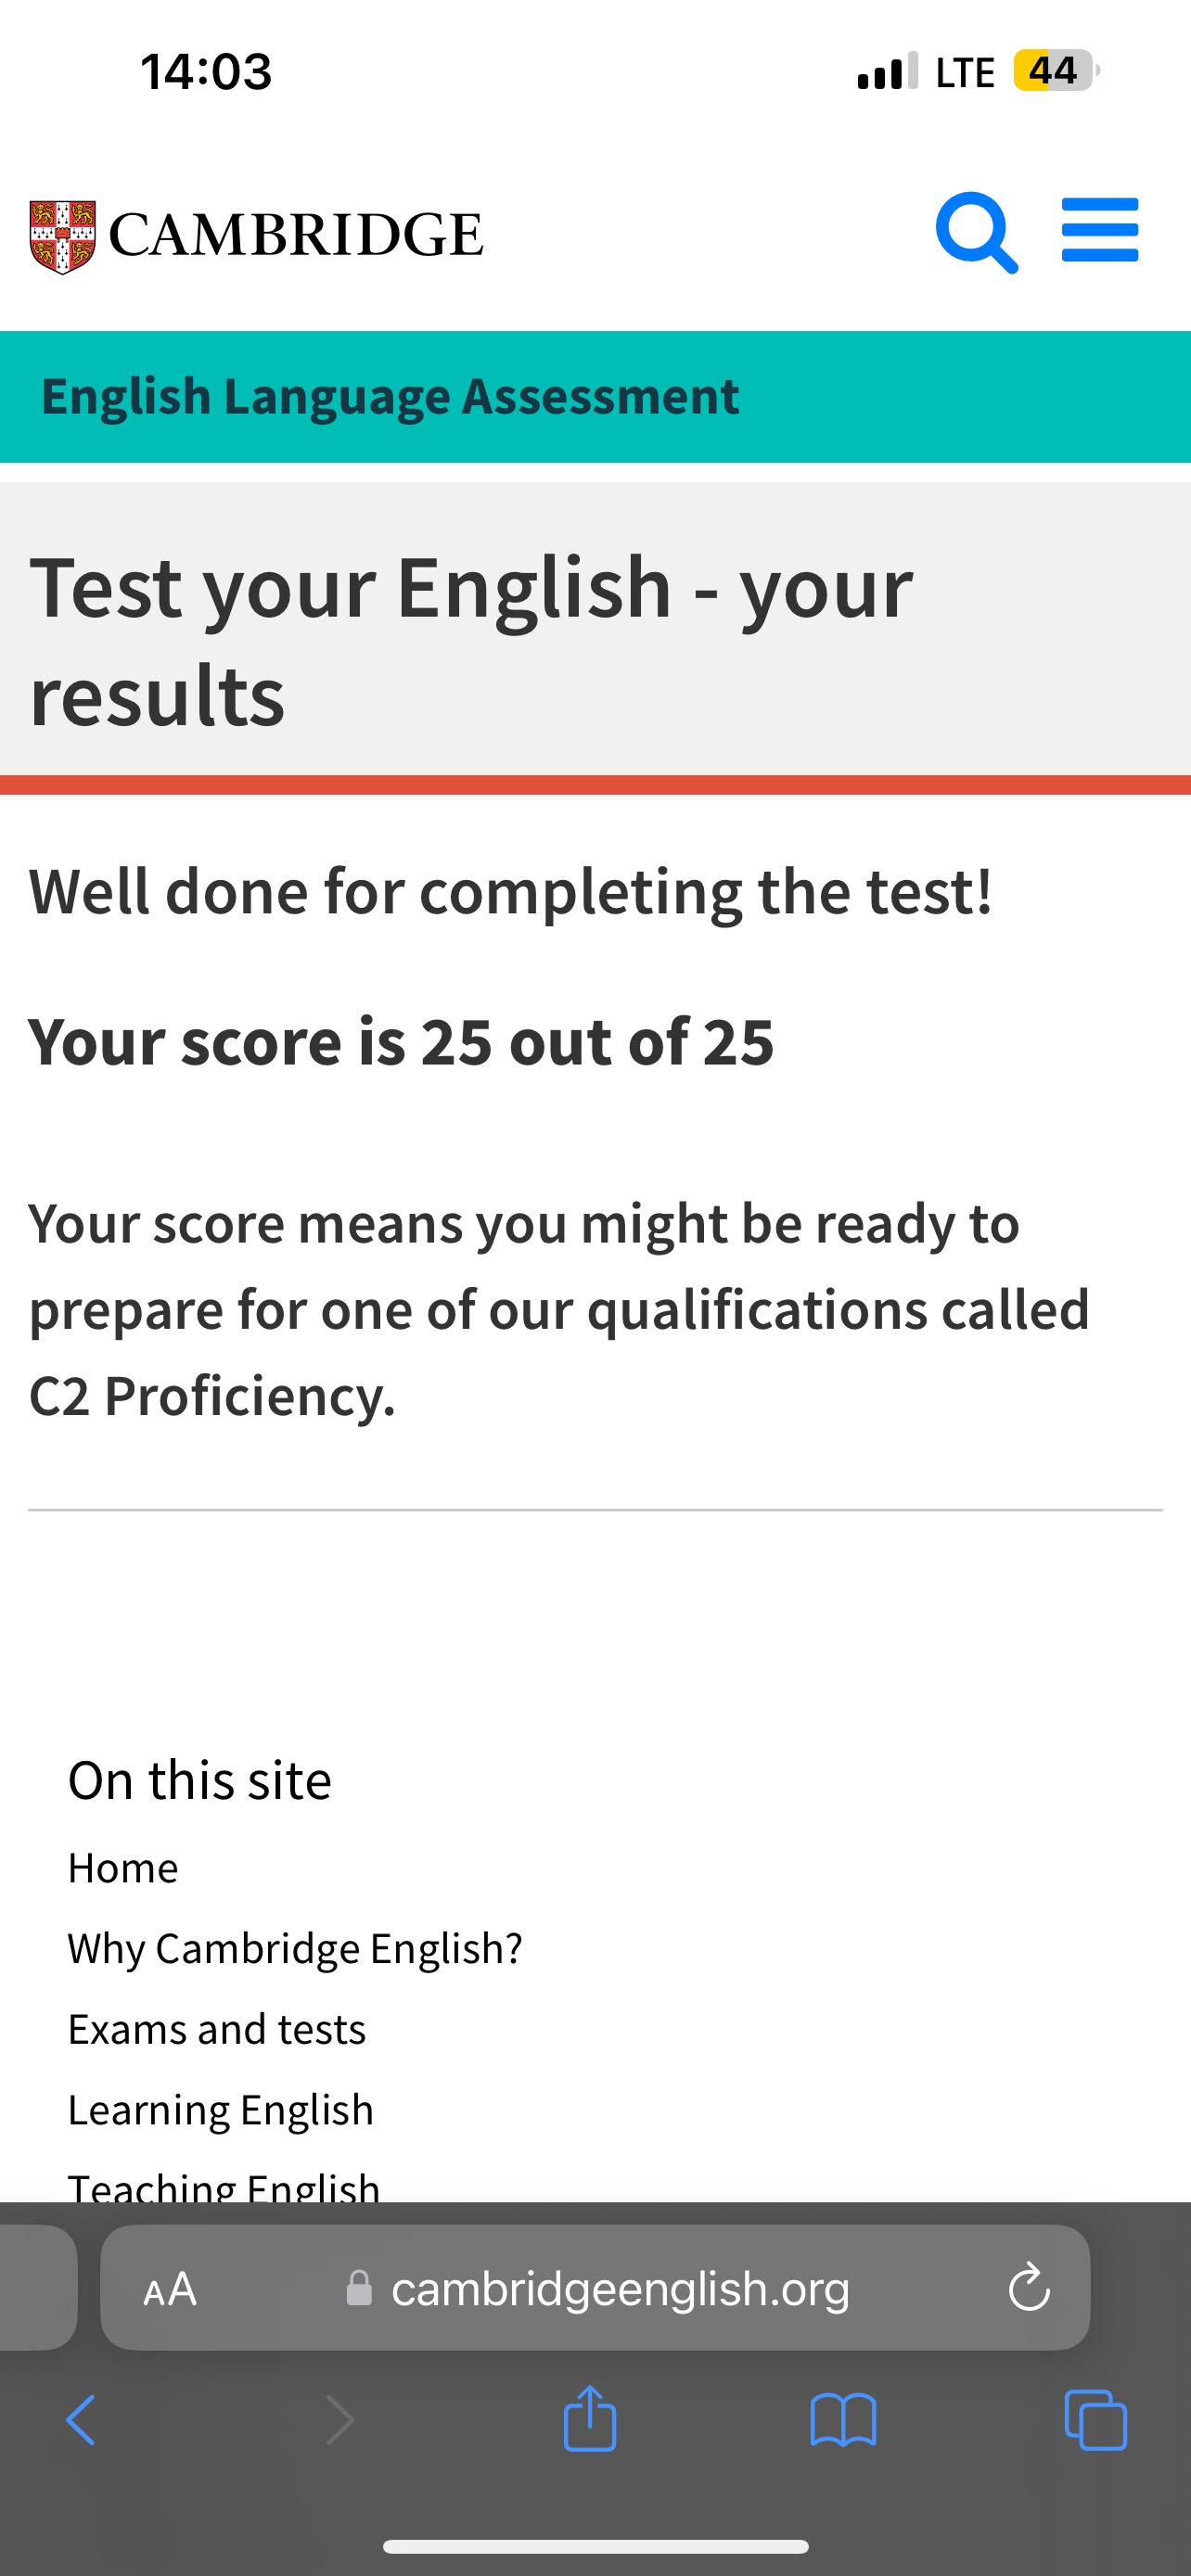 14:03 LTE 44
CAMBRIDGE
English Language Assessment
Test your English - your
results
Well done for completing the test!
Your score is 25 out of 25
Your score means you might be ready to
prepare for one of our qualifications called
C2 Proficiency.
On this site
Home
Why Cambridge English?
Exams and tests
Learning English
Teaching English
AA cambridgeenglish.org